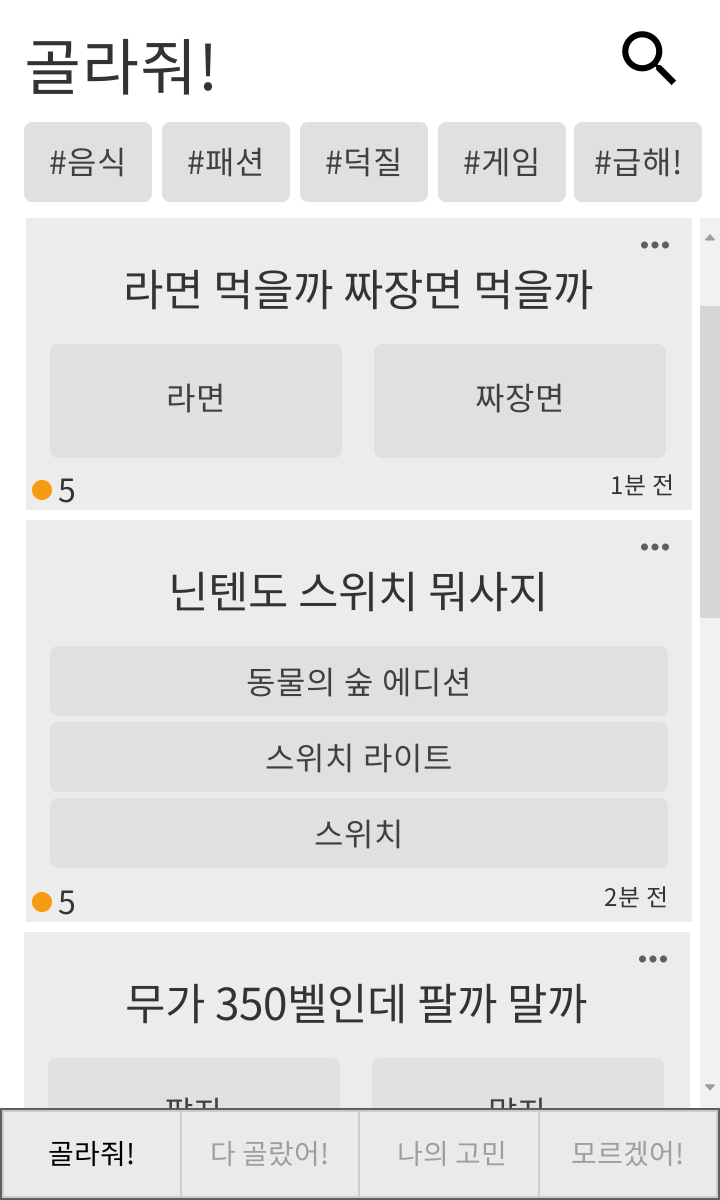 골라줘!
#음식 #패션 #덕질 #게임 #급해!
라면 먹을까 짜장면 먹을까
라면 짜장면
5 1분 전
닌텐도 스위치 뭐사지
동물의 숲 에디션
스위치 라이트
스위치
5 2분 전
무가 350벨인데 팔까 말까
골라줘! 다 골랐어! 나의 고민 모르겠어!